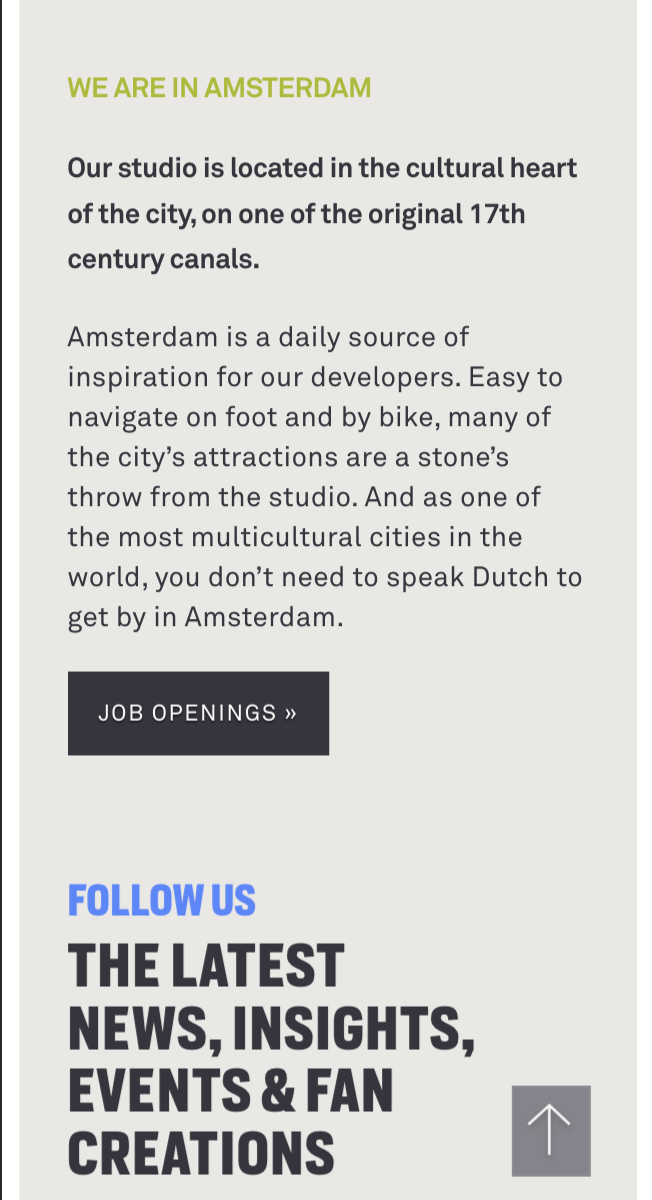 WE ARE IN AMSTERDAM
Our studio is located in the cultural heart
of the city, on one of the original 17th
century canals.
Amsterdam is a daily source of
inspiration for our developers. Easy to
navigate on foot and by bike, many of
the city’s attractions are a stone’s
throw from the studio. And as one of
the most multicultural cities in the
world, you don’t need to speak Dutch to
get by in Amsterdam.
JOB OPENINGS »
FOLLOW US
THE LATEST
NEWS, INSIGHTS,
EVENTS & FAN
CREATIONS